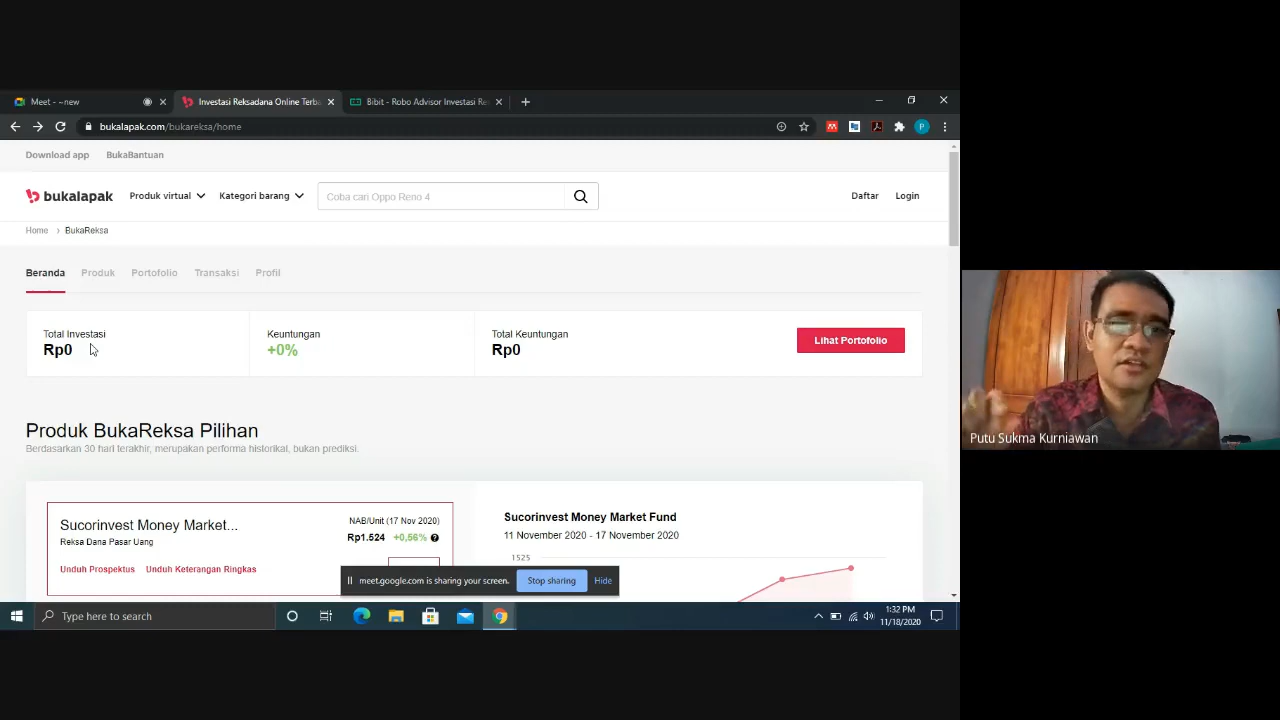 Meet - ~new
Investasi Reksadana Online Terba
Bibit - Robo Advisor Investasi Re
bukalapak.com/bukareksa/home
P
Download app
BukaBantuan
bukalapak
Produk virtual
Kategori barang
Coba cari Oppo Reno 4
Daftar
Login
Home › BukaReksa
Beranda
Produk
Portofolio
Transaksi
Profil
Total Investasi
Rp0
Keuntungan
+0%
Total Keuntungan
Rp0
Lihat Portofolio
Produk BukaReksa Pilihan
Berdasarkan 30 hari terakhir, merupakan performa historikal, bukan prediksi.
Sucorinvest Money Market...
Reksa Dana Pasar Uang
NAB/Unit (17 Nov 2020)
Rp1.524 +0,56%
Unduh Prospektus
Unduh Keterangan Ringkas
Sucorinvest Money Market Fund
11 November 2020 - 17 November 2020
1525
meet.google.com is sharing your screen.
Stop sharing
Hide
Type here to search
1:32 PM
11/18/2020
Putu Sukma Kurniawan